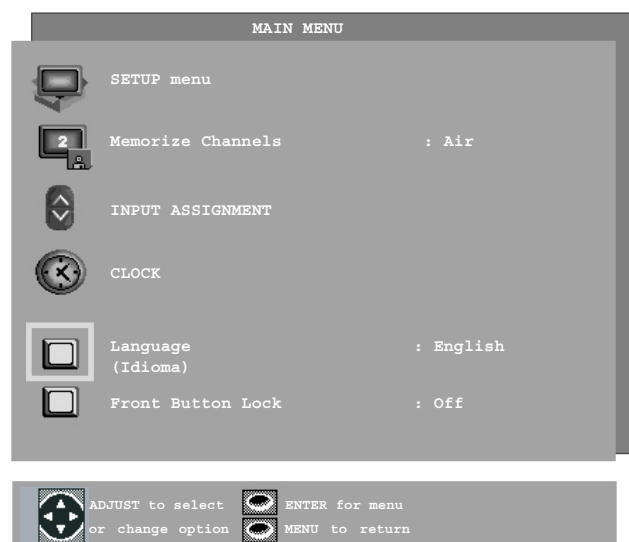 MAIN MENU
SETUP menu
2
Memorize Channels : Air
INPUT ASSIGNMENT
CLOCK
Language : English
(Idioma)
Front Button Lock : Off
ADJUST to select ENTER for menu
or change option MENU to return